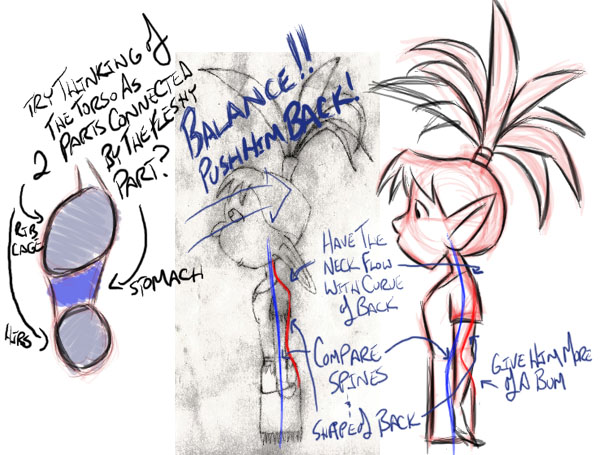 TRY THINKING of
THE TORSO AS
2 PARTS CONNECTED
BY THE FLESHY
PART?
RIB
CAGE
STOMACH
HIPS
BALANCE!!
PUSH HIM BACK!
HAVE THE
NECK FLOW
WITH CURVE
of BACK
COMPARE
SPINES
&
SHAPE of BACK
GIVE HIM MORE
of A BUM